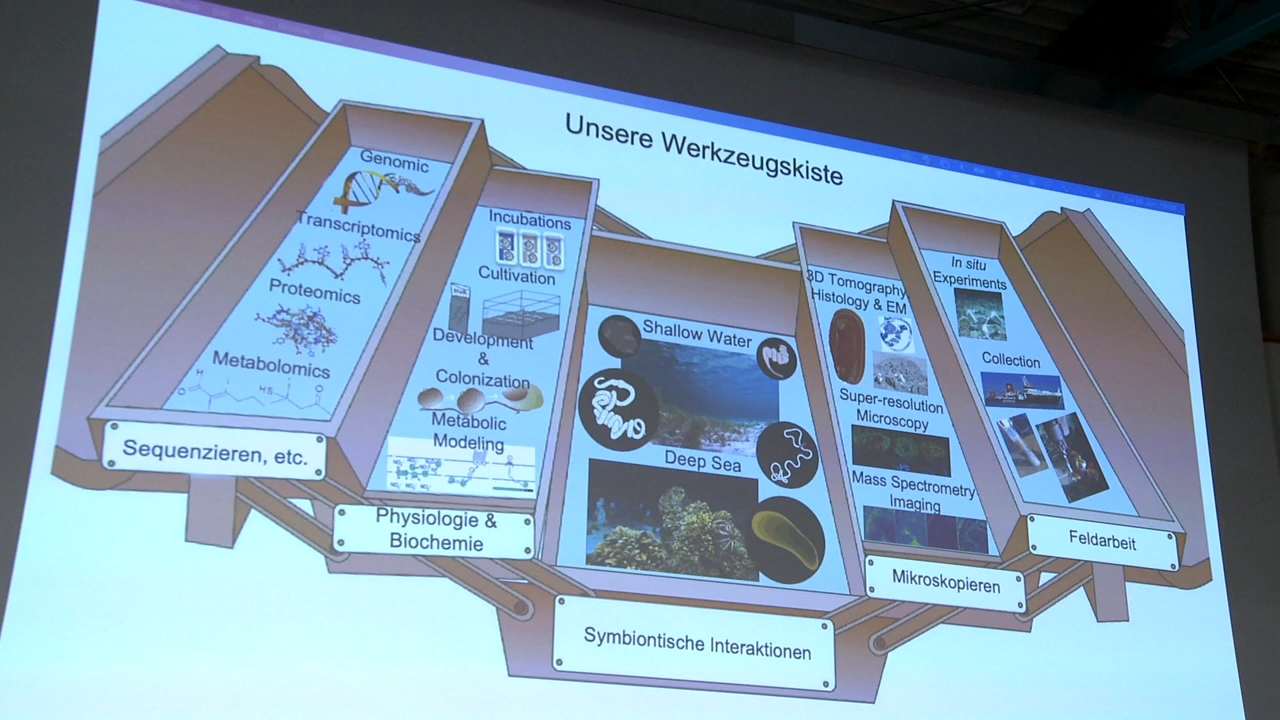 Unsere Werkzeugskiste
Genomic
Transcriptomics
Proteomics
Metabolomics
Sequenzieren, etc.
Incubations
Cultivation
Development
&
Colonization
Metabolic
Modeling
Physiologie &
Biochemie
Shallow Water
Deep Sea
Symbiontische Interaktionen
3D Tomography
Histology & EM
Super-resolution
Microscopy
Mass Spectrometry
Imaging
Mikroskopieren
In situ
Experiments
Collection
Feldarbeit